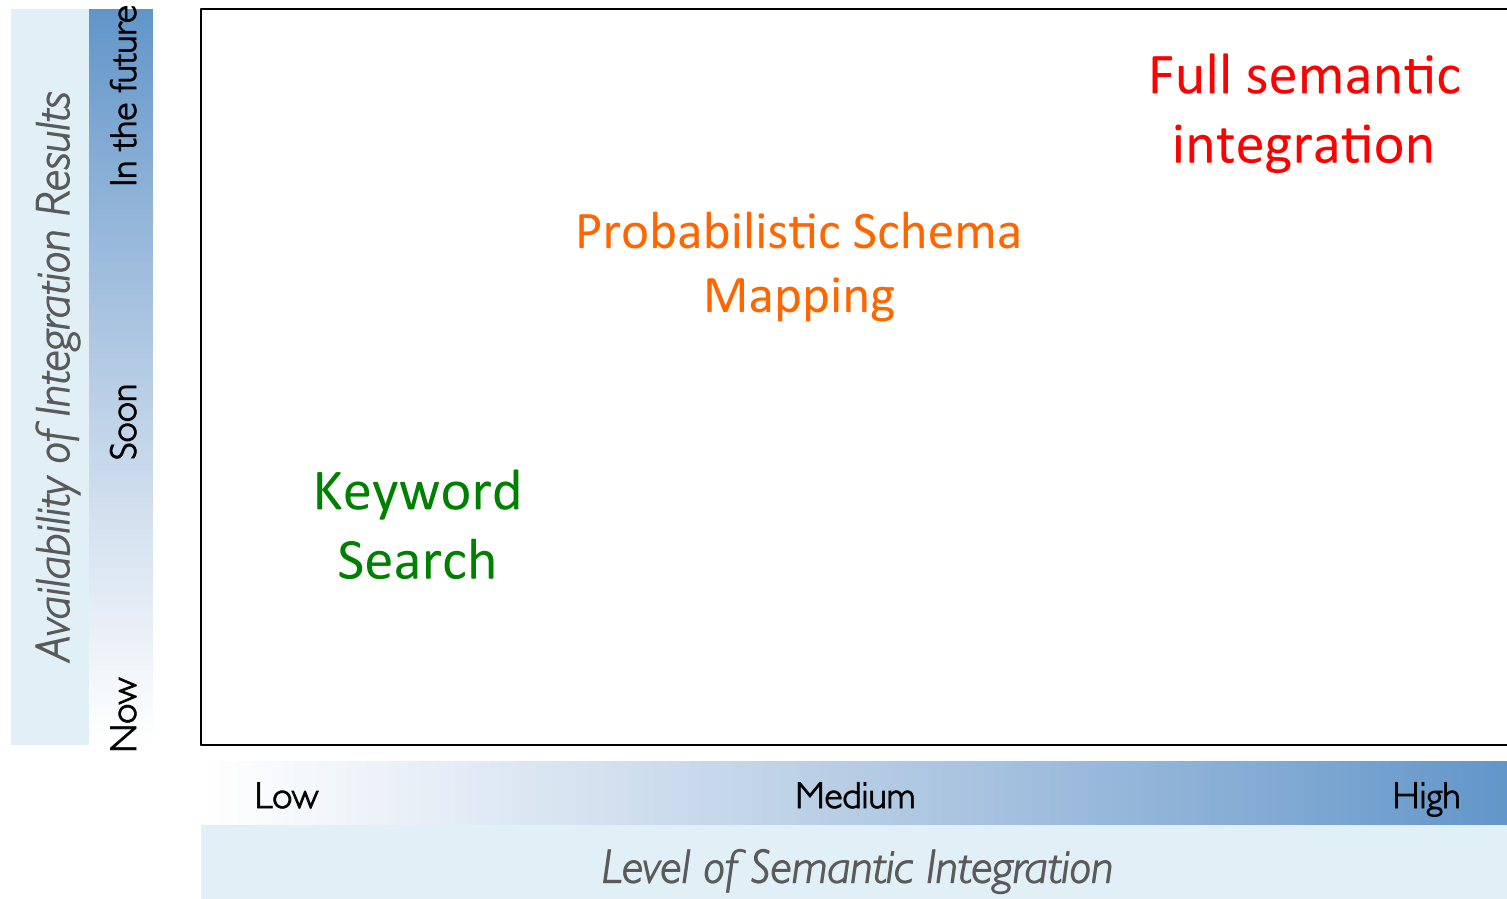 Availability of Integration Results
In the future
Soon
Now
Full semantic
integration
Probabilistic Schema
Mapping
Keyword
Search
Low
Medium
High
Level of Semantic Integration